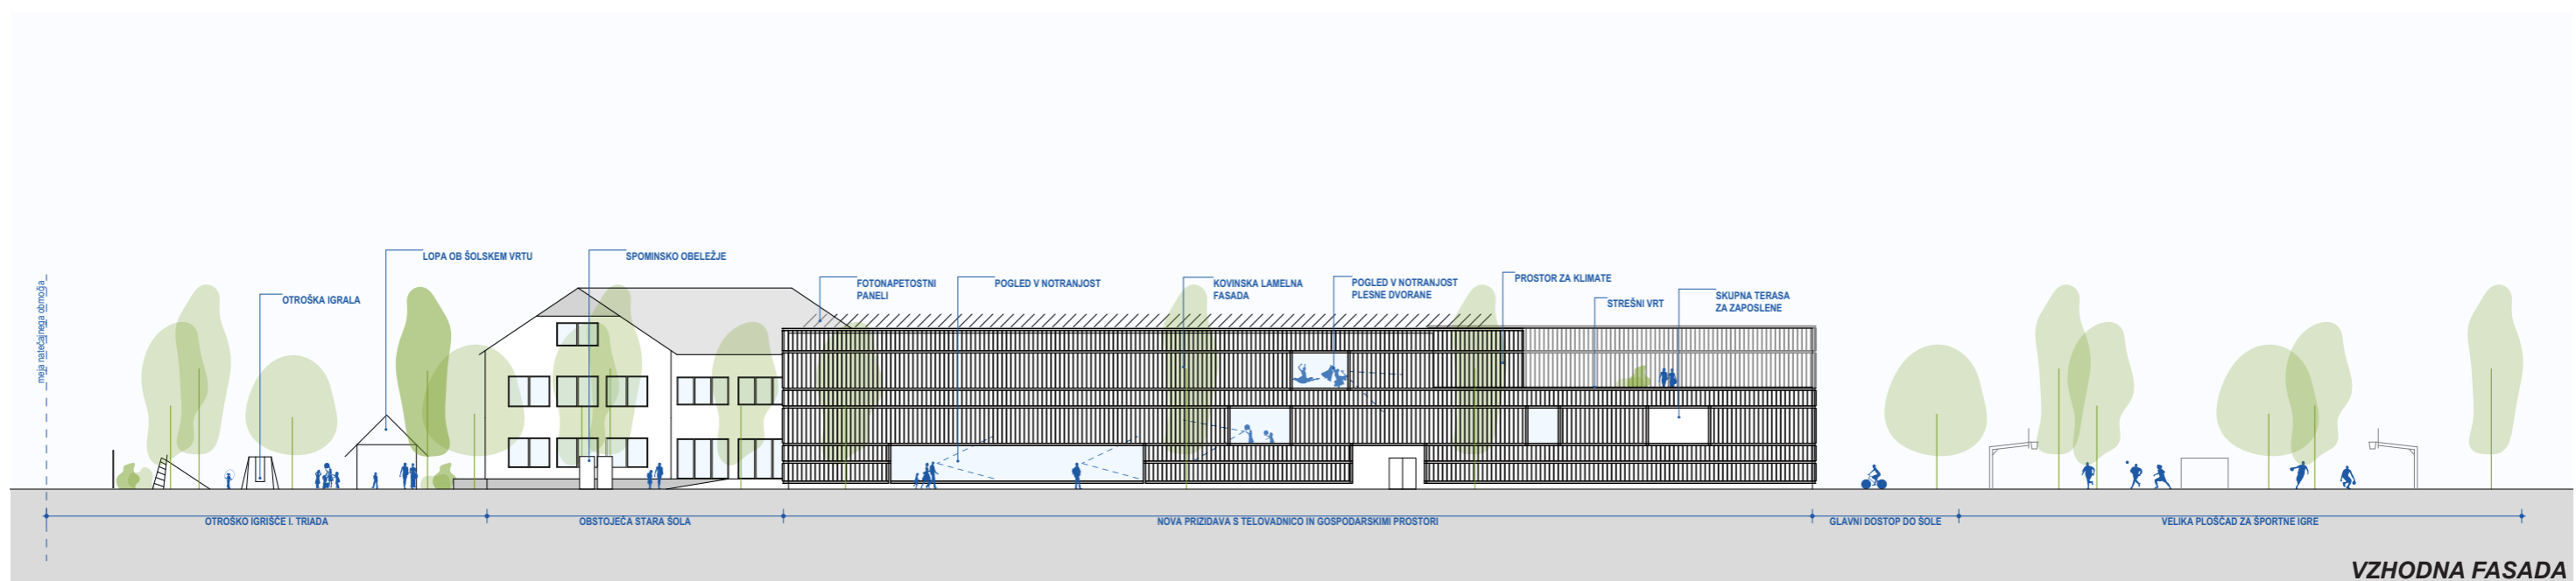 meja natečajnega območja
OTROŠKA IGRALA
LOPA OB ŠOLSKEM VRTU
SPOMINSKO OBELEŽJE
FOTONAPETOSTNI
PANELI
POGLED V NOTRANJOST
KOVINSKA LAMELNA
FASADA
POGLED V NOTRANJOST
PLESNE DVORANE
PROSTOR ZA KLIMATE
STREŠNI VRT
SKUPNA TERASA
ZA ZAPOSLENE
OTROŠKO IGRIŠČE I. TRIADA
OBSTOJEČA STARA ŠOLA
NOVA PRIZIDAVA S TELOVADNICO IN GOSPODARSKIMI PROSTORI
GLAVNI DOSTOP DO ŠOLE
VELIKA PLOŠČAD ZA ŠPORTNE IGRE
VZHODNA FASADA